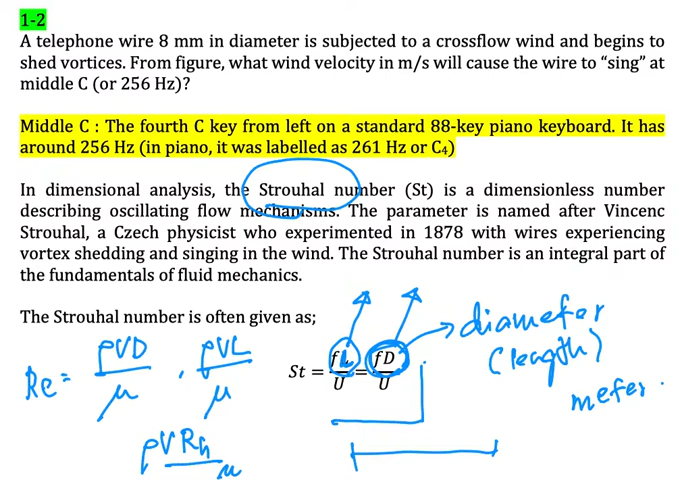 1-2
A telephone wire 8 mm in diameter is subjected to a crossflow wind and begins to
shed vortices. From figure, what wind velocity in m/s will cause the wire to “sing” at
middle C (or 256 Hz)?
Middle C : The fourth C key from left on a standard 88-key piano keyboard. It has
around 256 Hz (in piano, it was labelled as 261 Hz or C₄)
In dimensional analysis, the Strouhal number (St) is a dimensionless number
describing oscillating flow mechanisms. The parameter is named after Vincenc
Strouhal, a Czech physicist who experimented in 1878 with wires experiencing
vortex shedding and singing in the wind. The Strouhal number is an integral part of
the fundamentals of fluid mechanics.
The Strouhal number is often given as;
Re = ρVD/μ , ρVL/μ
St = fL/U = fD/U
diameter
(length)
meter.
ρVRh/μ